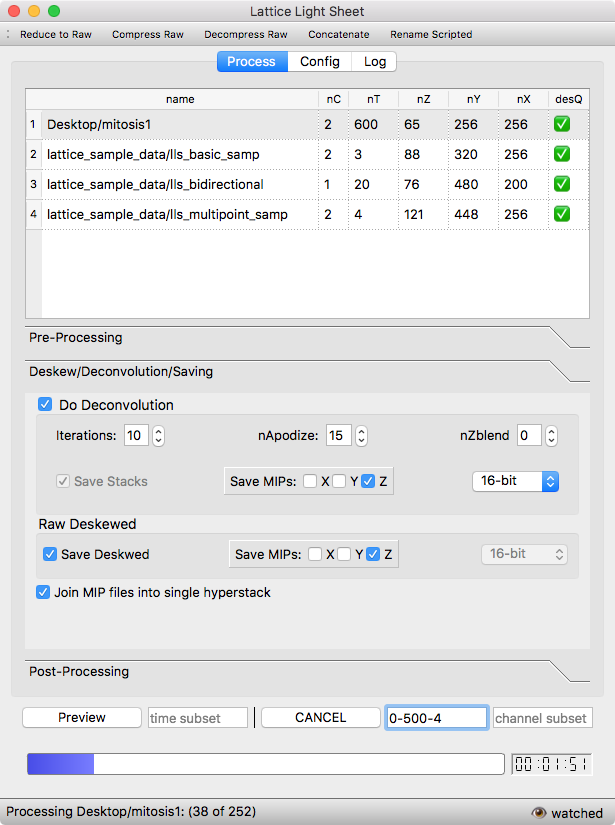 Lattice Light Sheet
Reduce to Raw Compress Raw Decompress Raw Concatenate Rename Scripted
Process Config Log
name nC nT nZ nY nX desQ
1 Desktop/mitosis1 2 600 65 256 256
2 lattice_sample_data/lls_basic_samp 2 3 88 320 256
3 lattice_sample_data/lls_bidirectional 1 20 76 480 200
4 lattice_sample_data/lls_multipoint_samp 2 4 121 448 256
Pre-Processing
Deskew/Deconvolution/Saving
Do Deconvolution
Iterations: 10 nApodize: 15 nZblend 0
Save Stacks Save MIPs: X Y Z 16-bit
Raw Deskewed
Save Deskwed Save MIPs: X Y Z 16-bit
Join MIP files into single hyperstack
Post-Processing
Preview time subset CANCEL 0-500-4 channel subset
00:01:51
Processing Desktop/mitosis1: (38 of 252) watched